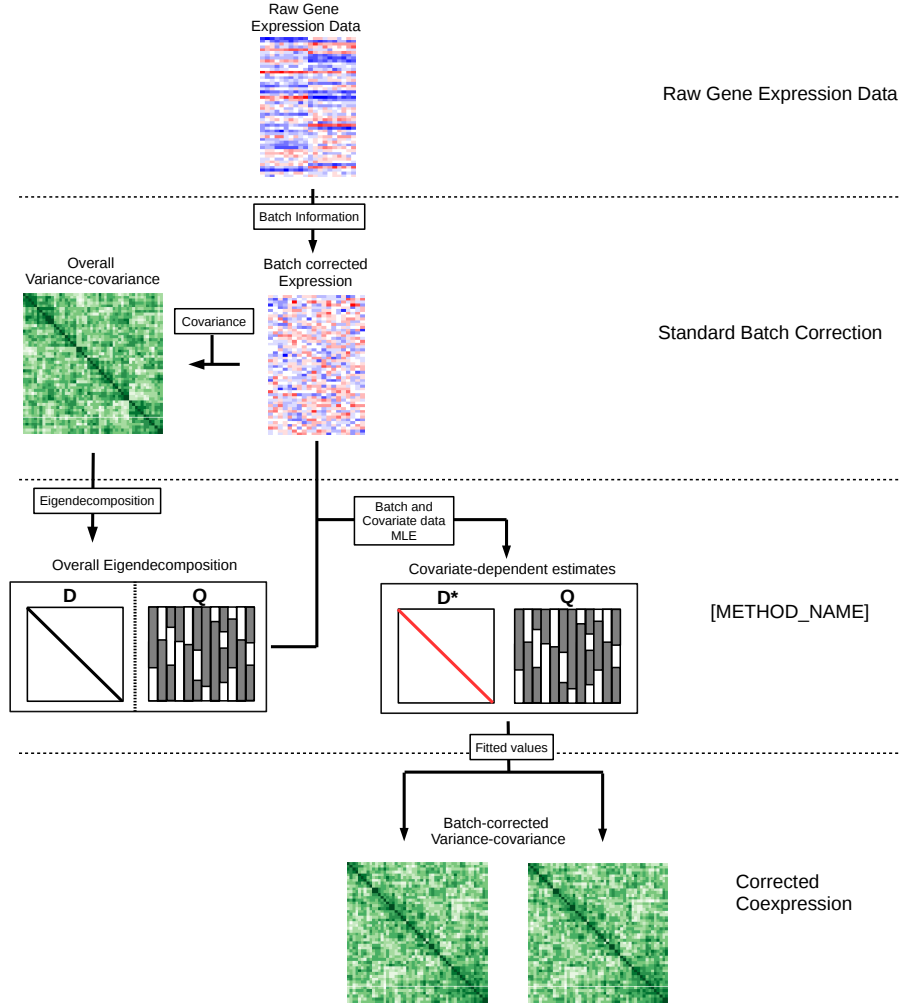 Raw Gene
Expression Data
Raw Gene Expression Data
Batch Information
Overall
Variance-covariance
Batch corrected
Expression
Covariance
Standard Batch Correction
Eigendecomposition
Batch and
Covariate data
MLE
Overall Eigendecomposition
Covariate-dependent estimates
D
Q
D*
Q
[METHOD_NAME]
Fitted values
Batch-corrected
Variance-covariance
Corrected
Coexpression